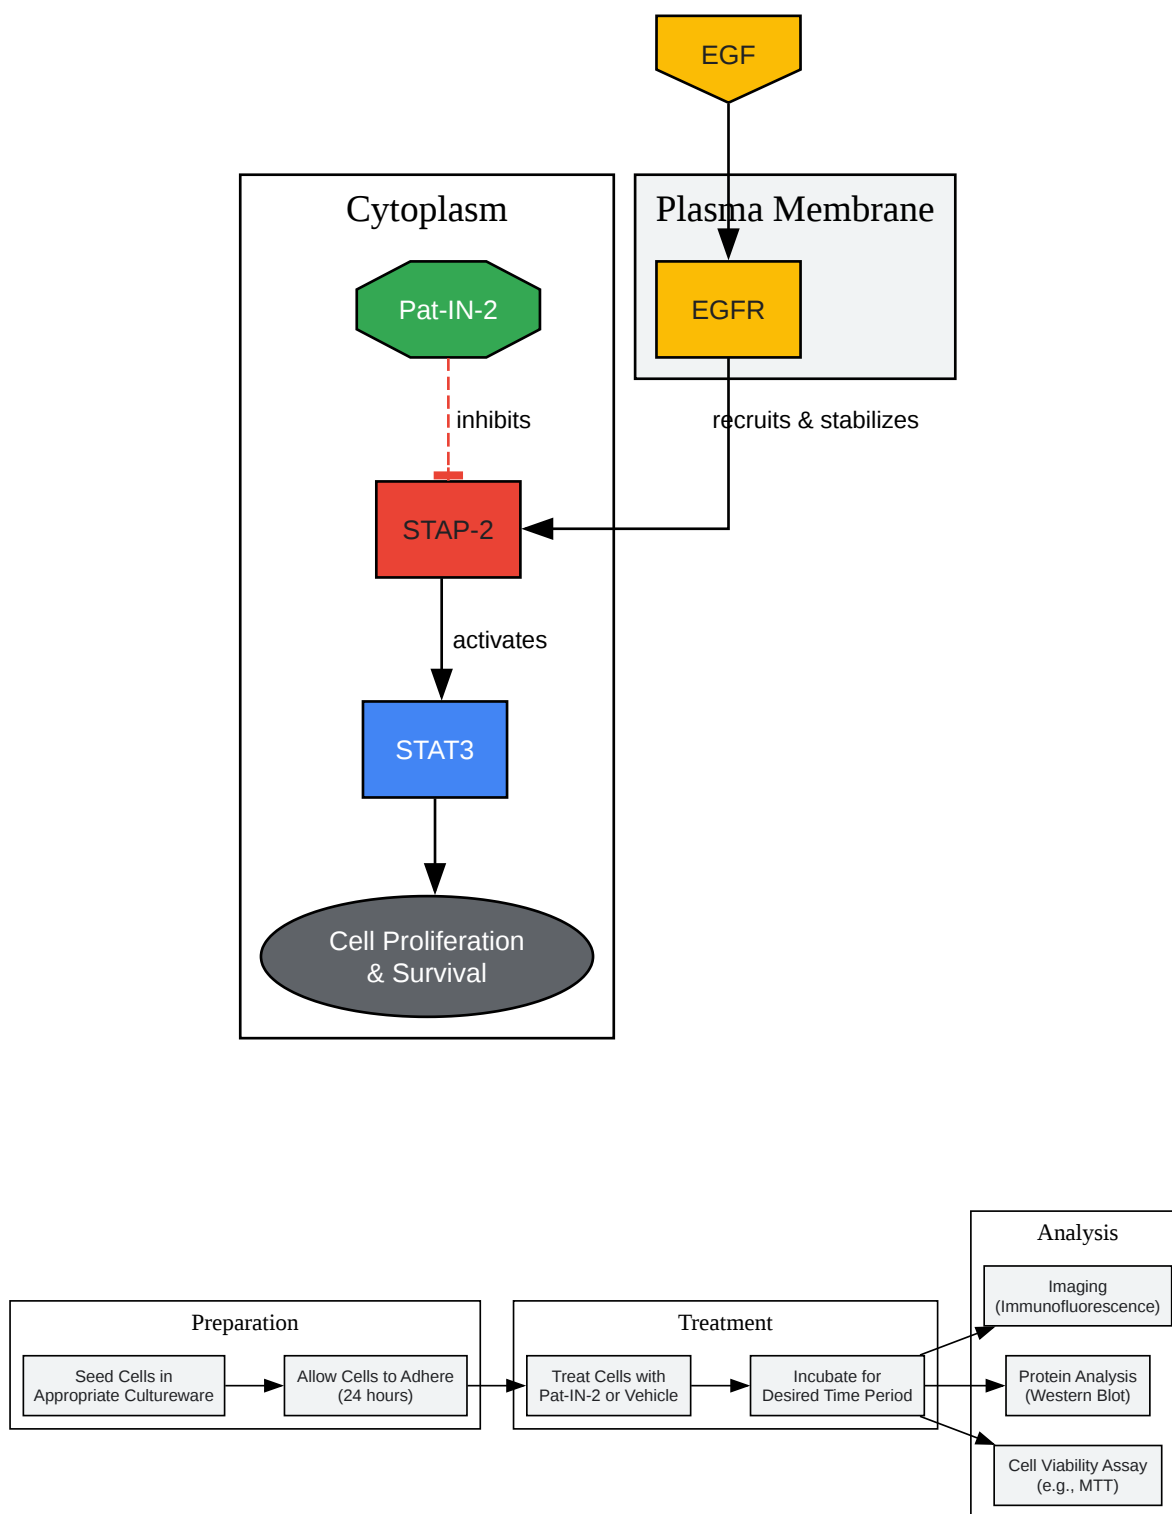 EGF
Cytoplasm
Plasma Membrane
Pat-IN-2
EGFR
inhibits
recruits & stabilizes
STAP-2
activates
STAT3
Cell Proliferation
& Survival
Preparation
Seed Cells in
Appropriate Cultureware
Allow Cells to Adhere
(24 hours)
Treatment
Treat Cells with
Pat-IN-2 or Vehicle
Incubate for
Desired Time Period
Analysis
Imaging
(Immunofluorescence)
Protein Analysis
(Western Blot)
Cell Viability Assay
(e.g., MTT)